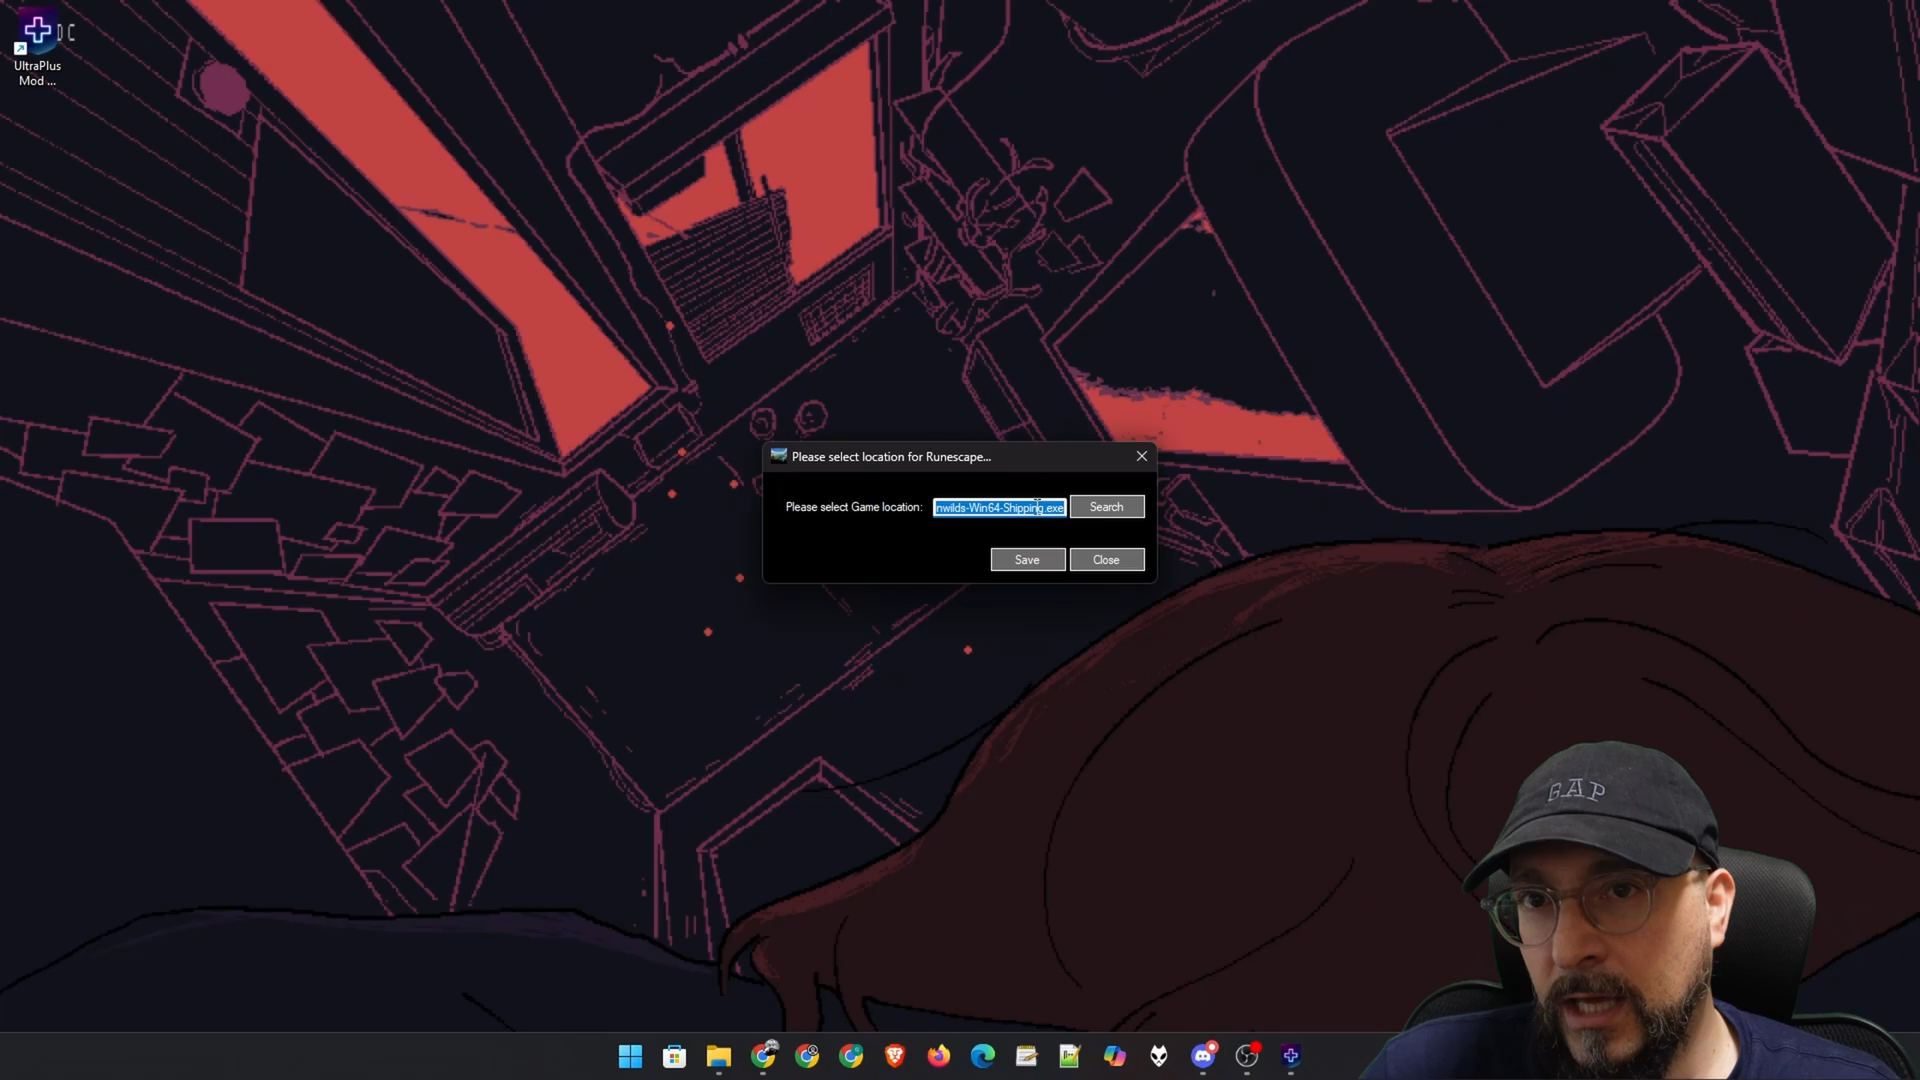 UltraPlus
Mod ...
Please select location for Runescape...
Please select Game location:
nwilds-Win64-Shipping.exe
Search
Save
Close
GAP